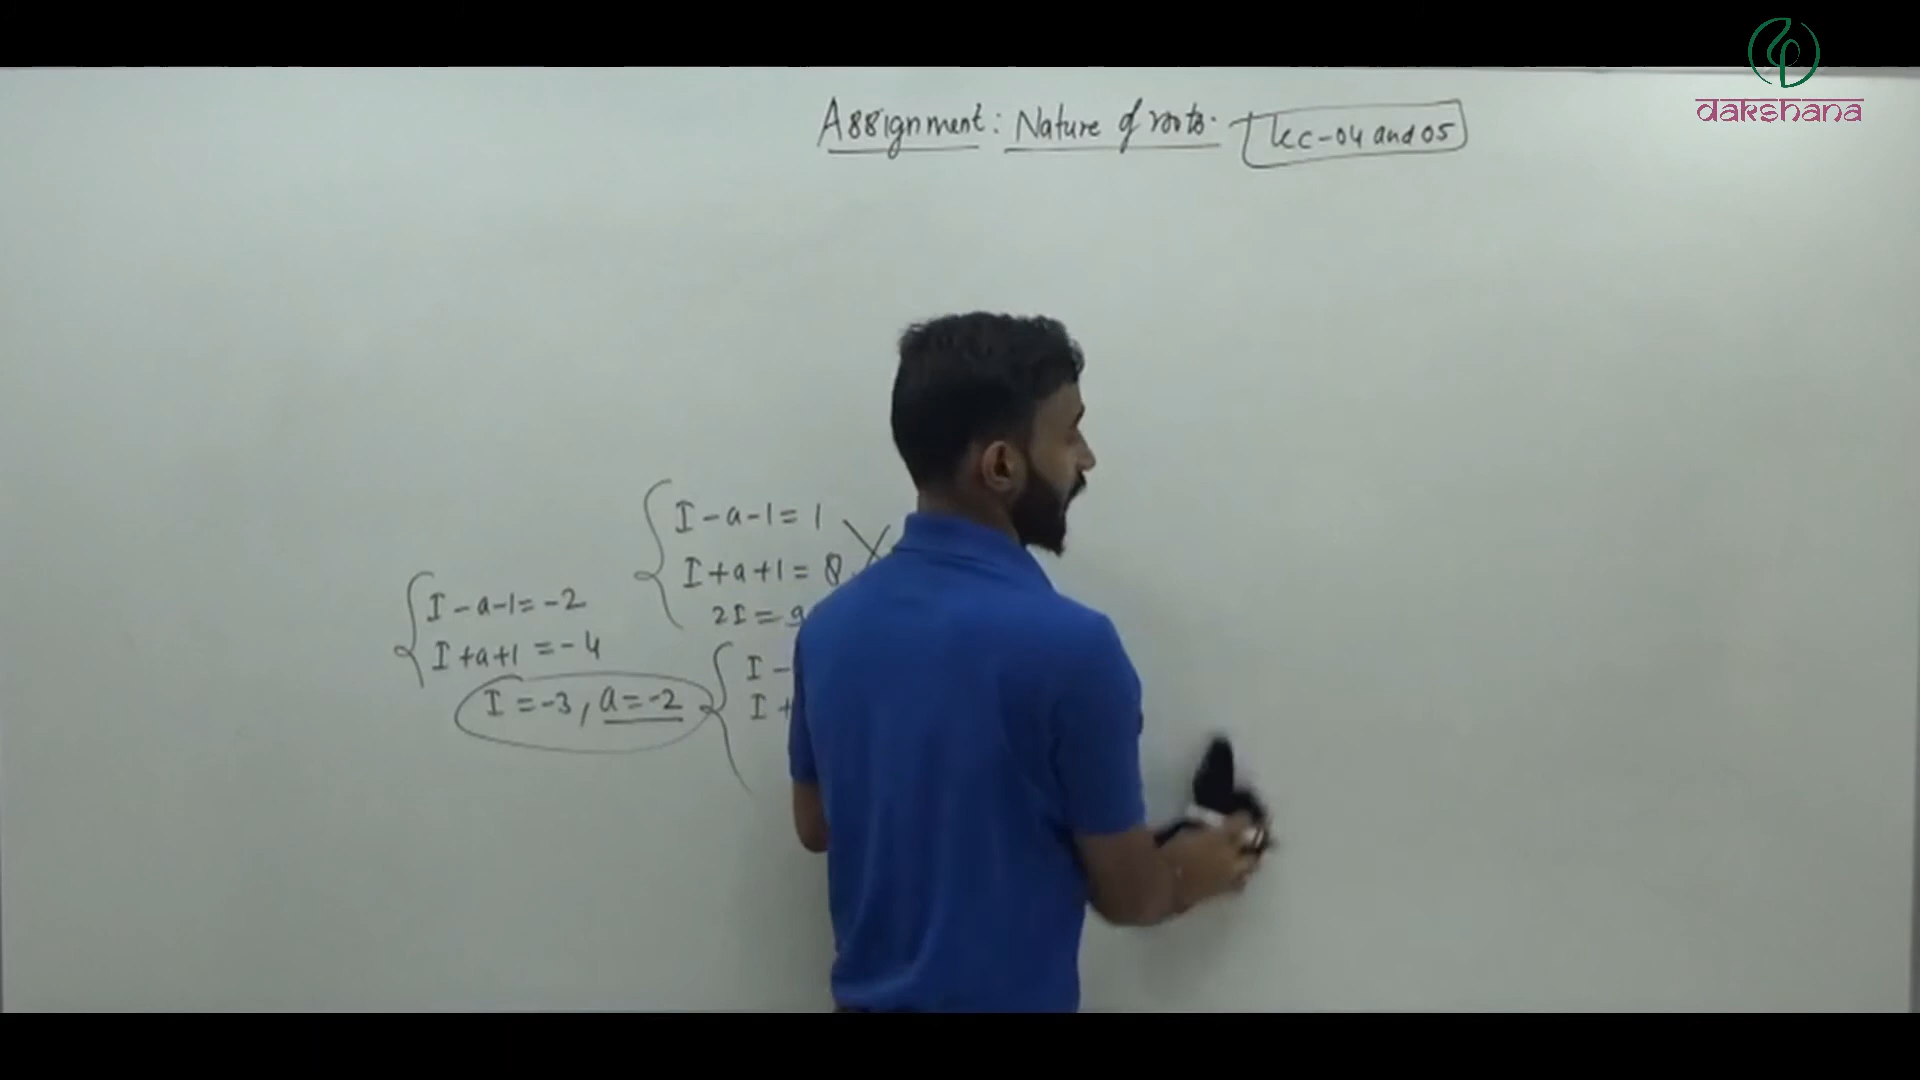 dakshana
Assignment: Nature of roots. Lec-04 and 05
I-a-1=1
I+a+1=8
2I=9
I-a-1=-2
I+a+1=-4
I=-3, a=-2
I-
I+